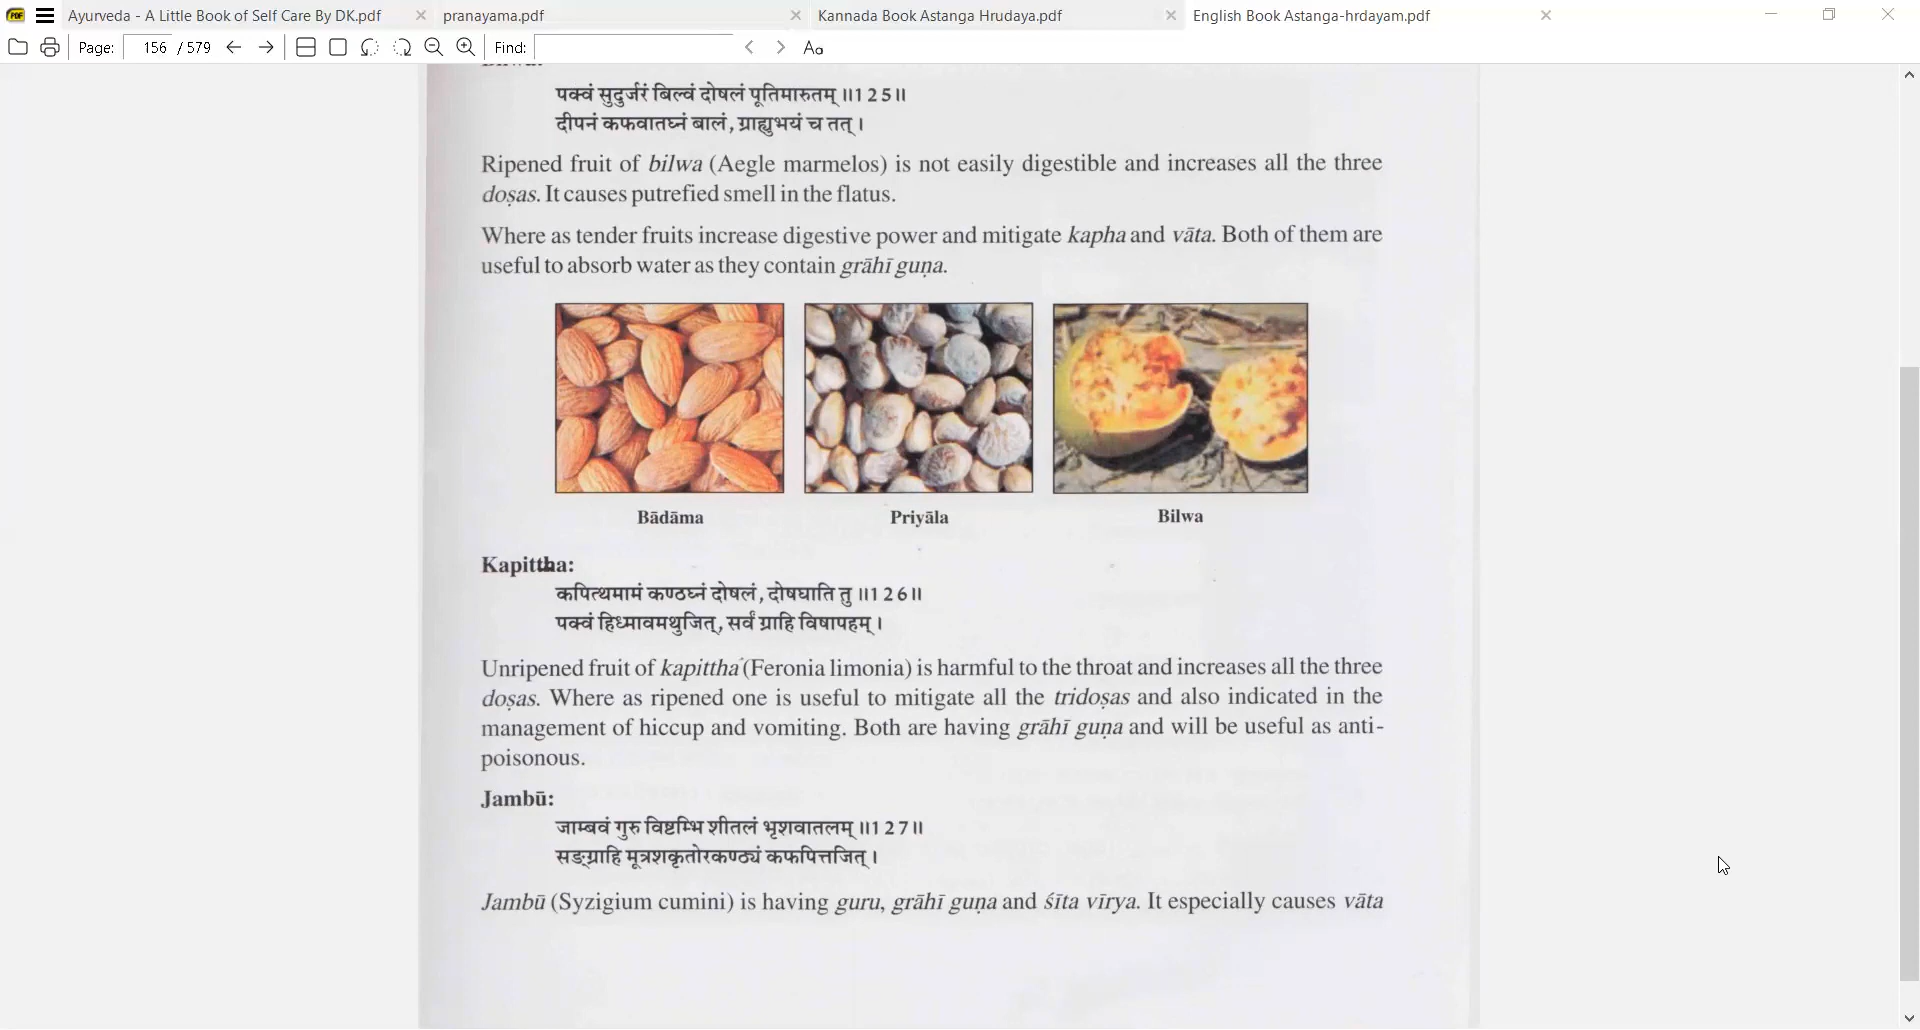 Ayurveda - A Little Book of Self Care By DK.pdf
pranayama.pdf
Kannada Book Astanga Hrudaya.pdf
English Book Astanga-hrdayam.pdf
Page: 156 / 579
Find:
पक्वं सुदुर्जरं बिल्वं दोषलं पूतिमारुतम् ॥125॥
दीपनं कफवातघ्नं बालं, ग्राह्युभयं च तत् ।
Ripened fruit of bilwa (Aegle marmelos) is not easily digestible and increases all the three
doṣas. It causes putrefied smell in the flatus.
Where as tender fruits increase digestive power and mitigate kapha and vāta. Both of them are
useful to absorb water as they contain grāhī guṇa.
Bādāma
Priyāla
Bilwa
Kapittha:
कपित्थमामं कण्ठघ्नं दोषलं, दोषघाति तु ॥126॥
पक्वं हिध्मावमथुजित्, सर्वं ग्राहि विषापहम् ।
Unripened fruit of kapittha (Feronia limonia) is harmful to the throat and increases all the three
doṣas. Where as ripened one is useful to mitigate all the tridoṣas and also indicated in the
management of hiccup and vomiting. Both are having grāhī guṇa and will be useful as anti-
poisonous.
Jambū:
जाम्बवं गुरु विष्टम्भि शीतलं भृशवातलम् ॥127॥
सङ्ग्राहि मूत्रशकृतोरकण्ठ्यं कफपित्तजित् ।
Jambū (Syzigium cumini) is having guru, grāhī guṇa and śīta vīrya. It especially causes vāta